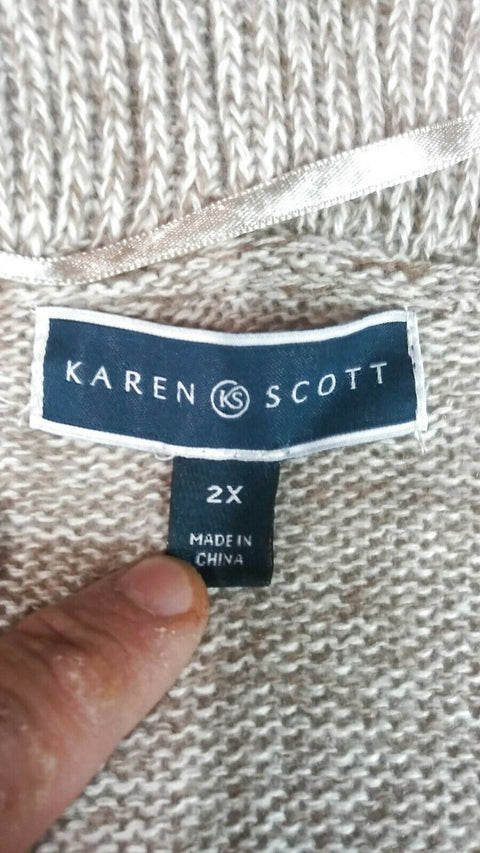 KAREN KS SCOTT
2X
MADE IN
CHINA